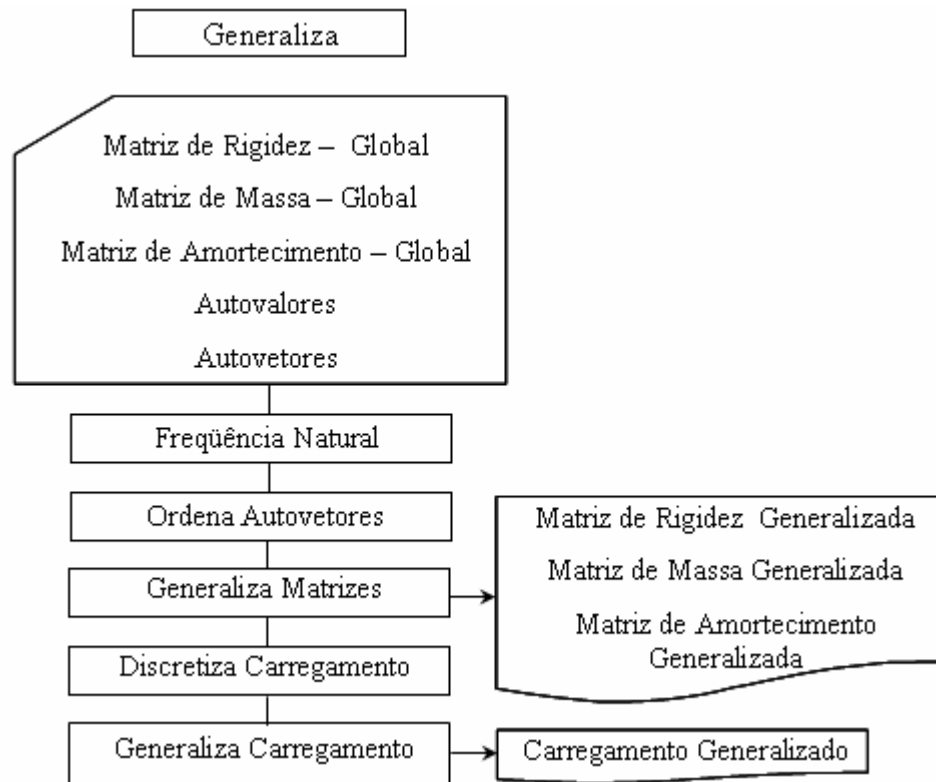 Generaliza
Matriz de Rigidez – Global
Matriz de Massa – Global
Matriz de Amortecimento – Global
Autovalores
Autovetores
Freqüência Natural
Ordena Autovetores
Generaliza Matrizes
Matriz de Rigidez Generalizada
Matriz de Massa Generalizada
Matriz de Amortecimento
Generalizada
Discretiza Carregamento
Generaliza Carregamento
Carregamento Generalizado